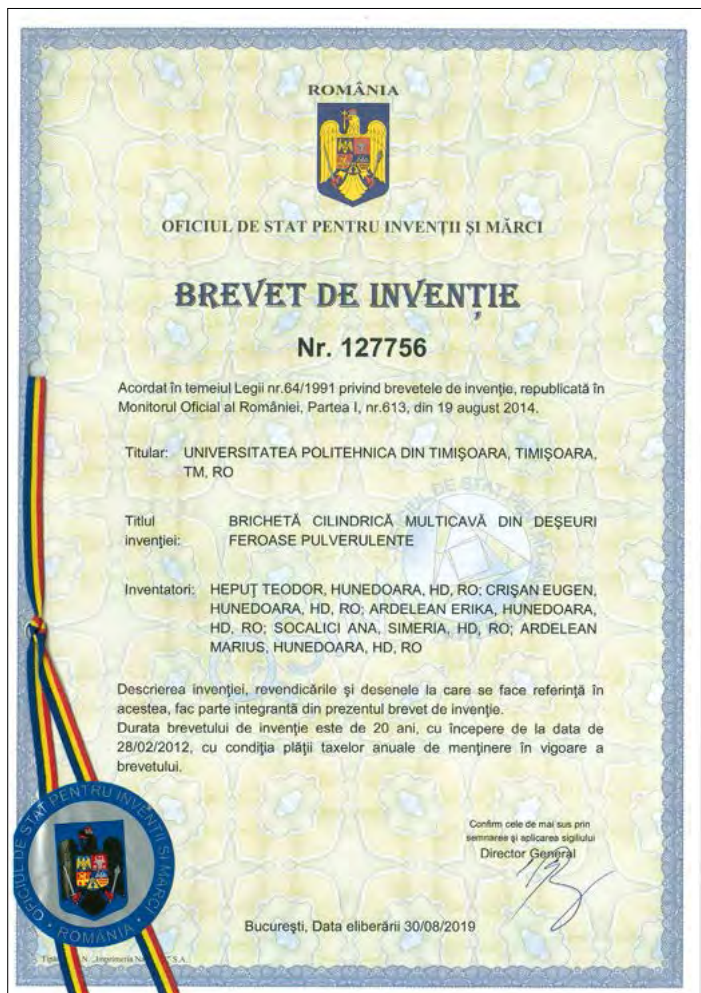 ROMÂNIA
OFICIUL DE STAT PENTRU INVENȚII ȘI MĂRCI
BREVET DE INVENȚIE
Nr. 127756
Acordat în temeiul Legii nr.64/1991 privind brevetele de invenție, republicată în
Monitorul Oficial al României, Partea I, nr.613, din 19 august 2014.
Titular: UNIVERSITATEA POLITEHNICA DIN TIMIȘOARA, TIMIȘOARA,
TM, RO
Titlul BRICHETĂ CILINDRICĂ MULTICAVĂ DIN DEȘEURI
invenției: FEROASE PULVERULENTE
Inventatori: HEPUȚ TEODOR, HUNEDOARA, HD, RO; CRIȘAN EUGEN,
HUNEDOARA, HD, RO; ARDELEAN ERIKA, HUNEDOARA,
HD, RO; SOCALICI ANA, SIMERIA, HD, RO; ARDELEAN
MARIUS, HUNEDOARA, HD, RO
Descrierea invenției, revendicările și desenele la care se face referință în
acestea, fac parte integrantă din prezentul brevet de invenție.
Durata brevetului de invenție este de 20 ani, cu începere de la data de
28/02/2012, cu condiția plății taxelor anuale de menținere în vigoare a
brevetului.
Confirm cele de mai sus prin
semnarea și aplicarea sigiliului
Director General
București, Data eliberării 30/08/2019
OFICIUL DE STAT PENTRU INVENȚII ȘI MĂRCI
ROMÂNIA